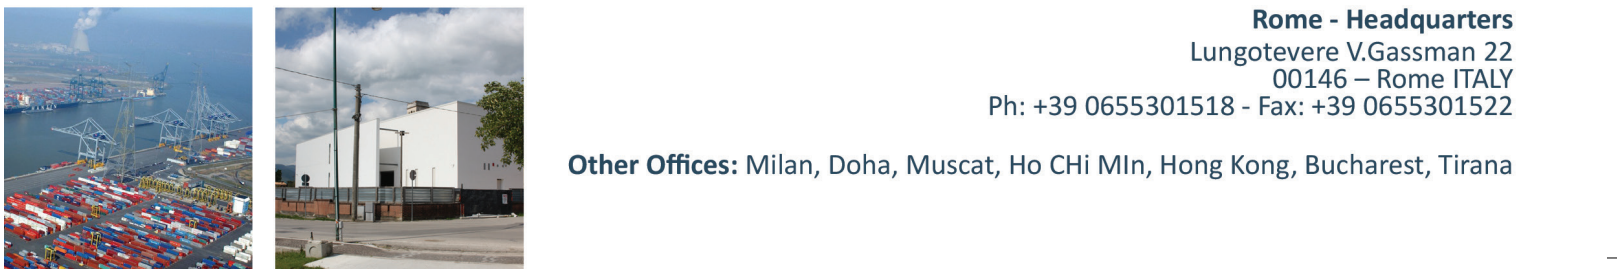 Rome - Headquarters
Lungotevere V.Gassman 22
00146 – Rome ITALY
Ph: +39 0655301518 - Fax: +39 0655301522
Other Offices: Milan, Doha, Muscat, Ho CHi MIn, Hong Kong, Bucharest, Tirana